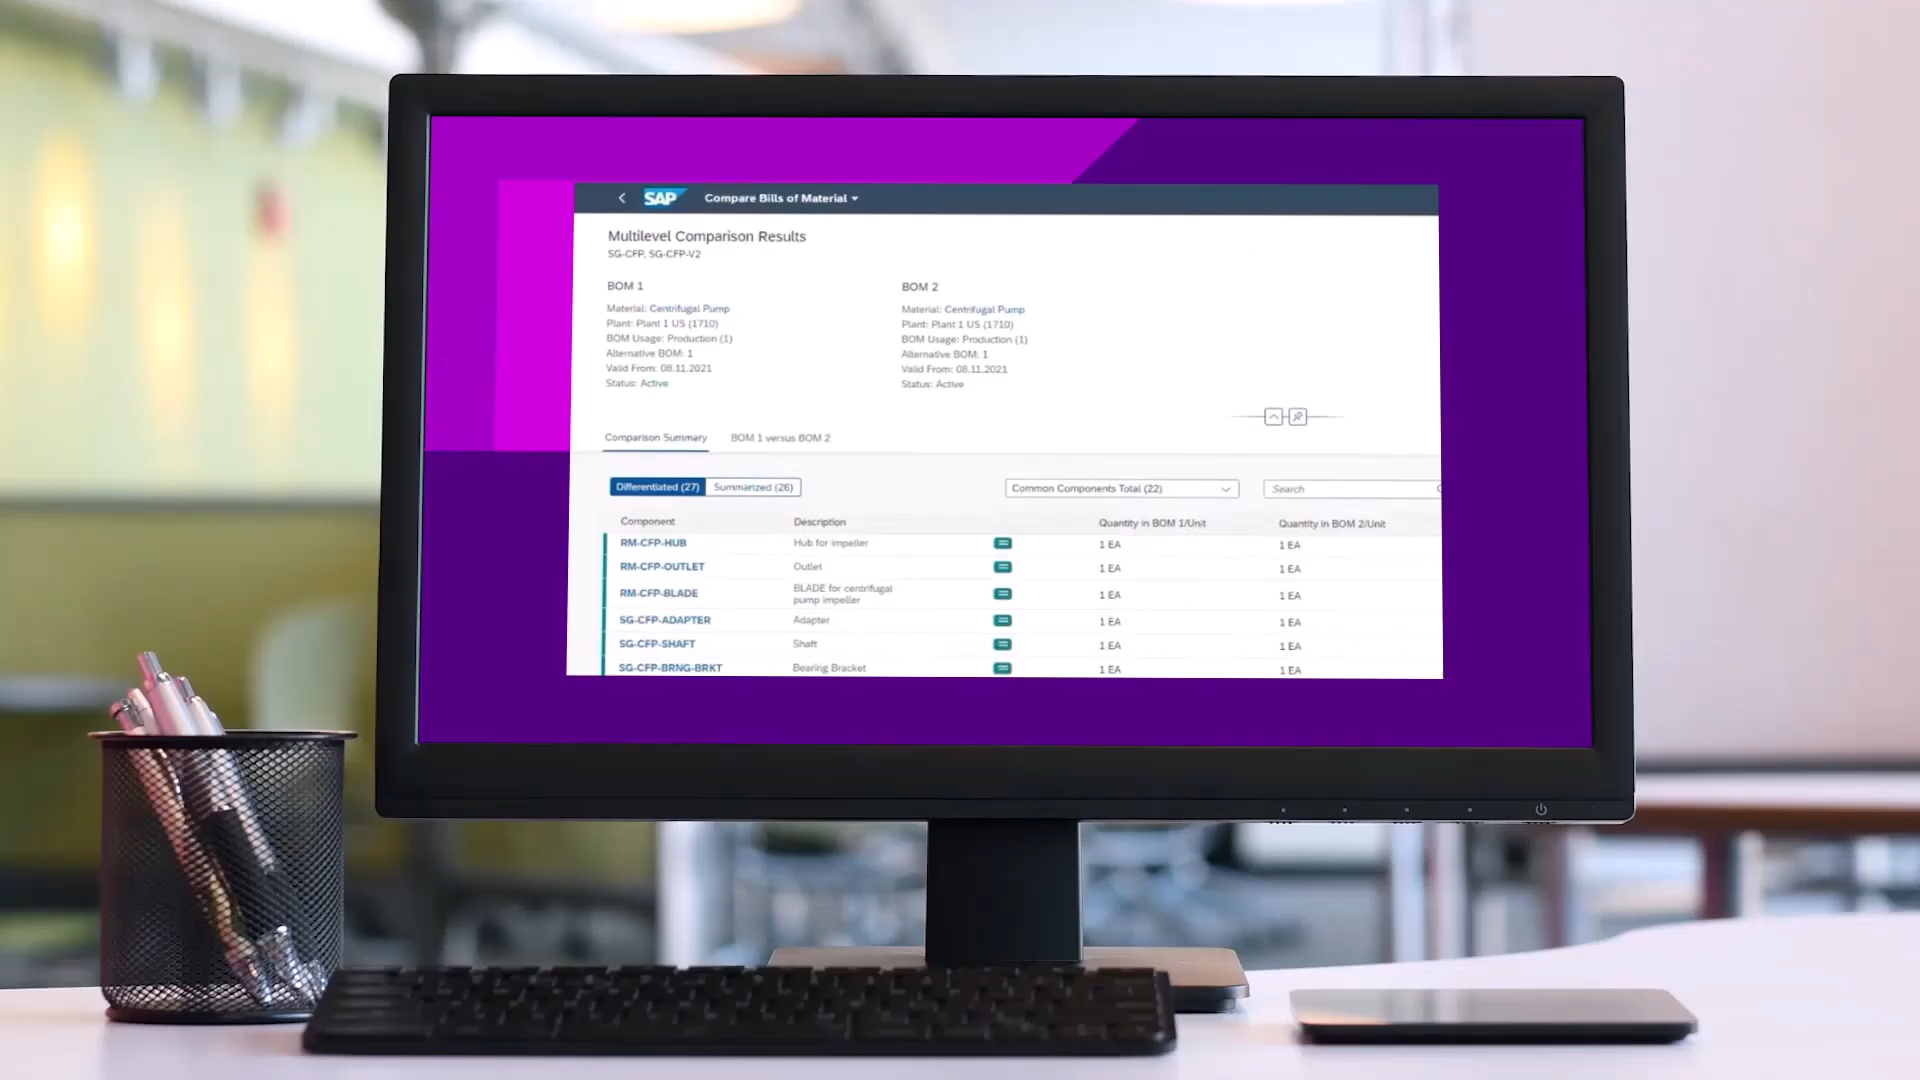 SAP Compare Bills of Material
Multilevel Comparison Results
SG-CFP, SG-CFP-V2
BOM 1
Material: Centrifugal Pump
Plant: Plant 1 US (1710)
BOM Usage: Production (1)
Alternative BOM: 1
Valid From: 08.11.2021
Status: Active
BOM 2
Material: Centrifugal Pump
Plant: Plant 1 US (1710)
BOM Usage: Production (1)
Alternative BOM: 1
Valid From: 08.11.2021
Status: Active
Comparison Summary BOM 1 versus BOM 2
Differentiated (27) Summarized (26) Common Components Total (22) Search
Component Description Quantity in BOM 1/Unit Quantity in BOM 2/Unit
RM-CFP-HUB Hub for impeller 1 EA 1 EA
RM-CFP-OUTLET Outlet 1 EA 1 EA
RM-CFP-BLADE BLADE for centrifugal 1 EA 1 EA
pump impeller
SG-CFP-ADAPTER Adapter 1 EA 1 EA
SG-CFP-SHAFT Shaft 1 EA 1 EA
SG-CFP-BRNG-BRKT Bearing Bracket 1 EA 1 EA